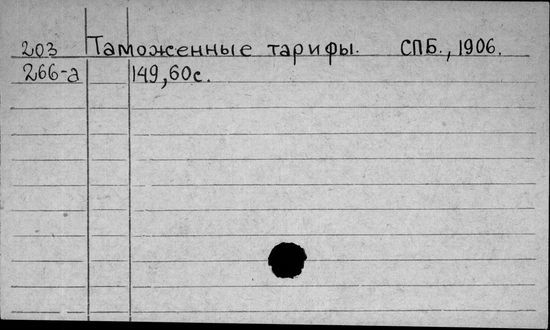 203 Таможенные тарифы. СПБ., 1906.
266-а 149,60с.